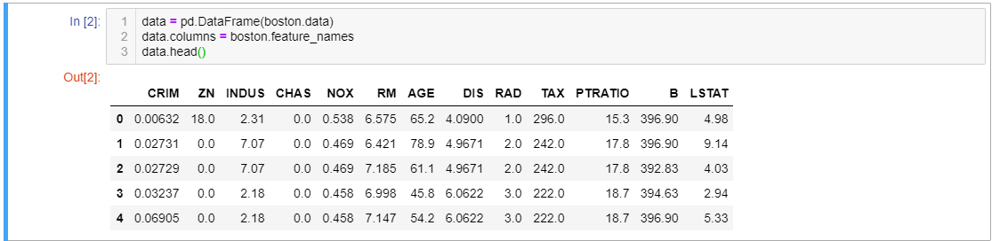 In [2]:
1 data = pd.DataFrame(boston.data)
2 data.columns = boston.feature_names
3 data.head()
Out[2]:
CRIM ZN INDUS CHAS NOX RM AGE DIS RAD TAX PTRATIO B LSTAT
0 0.00632 18.0 2.31 0.0 0.538 6.575 65.2 4.0900 1.0 296.0 15.3 396.90 4.98
1 0.02731 0.0 7.07 0.0 0.469 6.421 78.9 4.9671 2.0 242.0 17.8 396.90 9.14
2 0.02729 0.0 7.07 0.0 0.469 7.185 61.1 4.9671 2.0 242.0 17.8 392.83 4.03
3 0.03237 0.0 2.18 0.0 0.458 6.998 45.8 6.0622 3.0 222.0 18.7 394.63 2.94
4 0.06905 0.0 2.18 0.0 0.458 7.147 54.2 6.0622 3.0 222.0 18.7 396.90 5.33